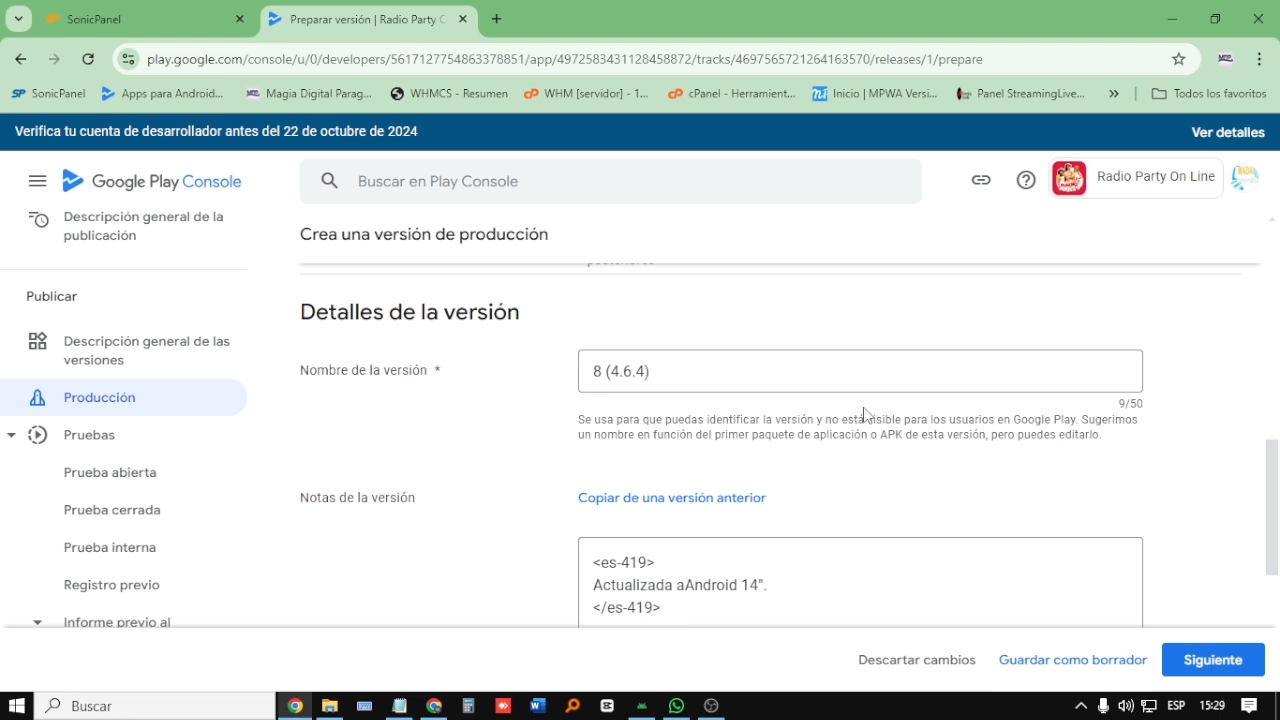 SonicPanel
Preparar versión | Radio Party O
play.google.com/console/u/0/developers/5617127754863378851/app/4972583431128458872/tracks/4697565721264163570/releases/1/prepare
SonicPanel
Apps para Android...
Magia Digital Parag...
WHMCS - Resumen
WHM [servidor] - 1...
cPanel - Herramient...
Inicio | MPWA Versi...
Panel StreamingLive...
Todos los favoritos
Verifica tu cuenta de desarrollador antes del 22 de octubre de 2024
Ver detalles
Google Play Console
Buscar en Play Console
Radio Party On Line
Descripción general de la
publicación
Crea una versión de producción
Publicar
Descripción general de las
versiones
Producción
Pruebas
Prueba abierta
Prueba cerrada
Prueba interna
Registro previo
Informe previo al
Detalles de la versión
Nombre de la versión *
8 (4.6.4)
9/50
Se usa para que puedas identificar la versión y no está visible para los usuarios en Google Play. Sugerimos
un nombre en función del primer paquete de aplicación o APK de esta versión, pero puedes editarlo.
Notas de la versión
Copiar de una versión anterior
<es-419>
Actualizada aAndroid 14".
</es-419>
Descartar cambios
Guardar como borrador
Siguiente
Buscar
ESP
15:29